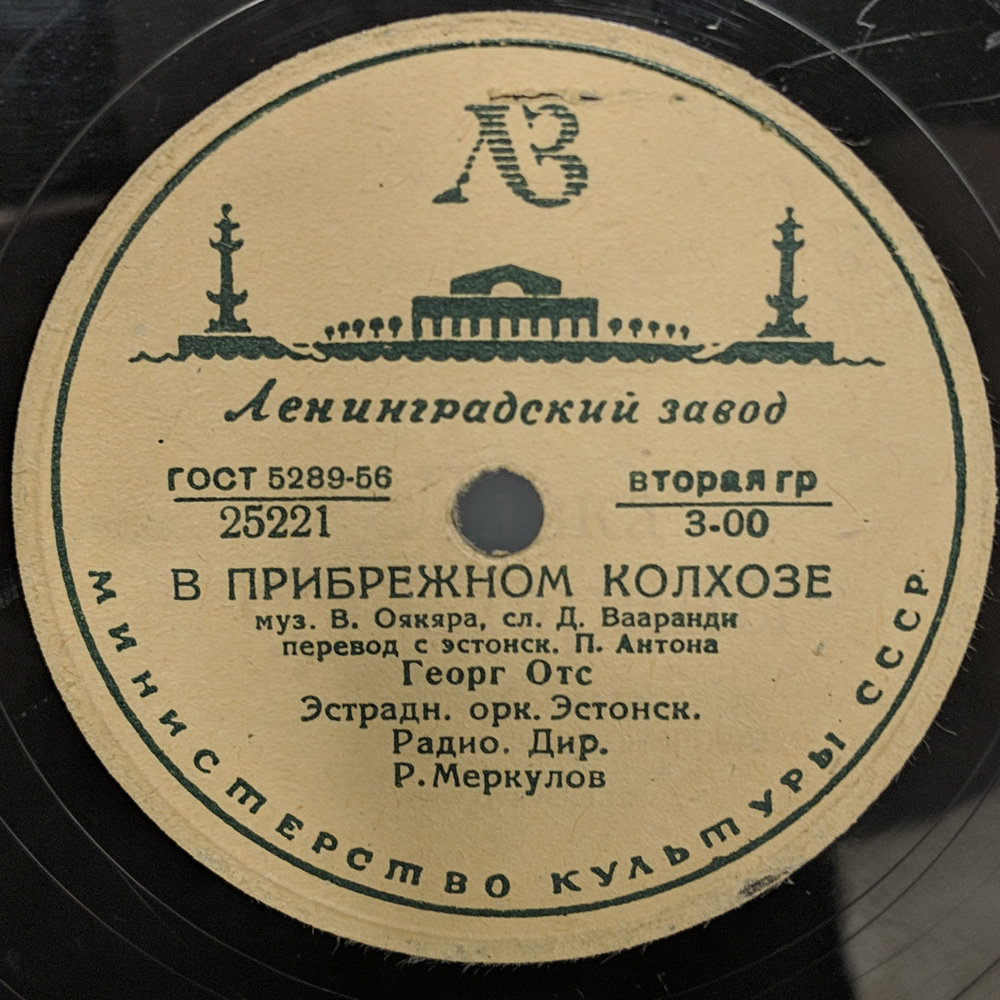 ЛЗ
Ленинградский завод
ГОСТ 5289-56
вторая гр
25221
3-00
В ПРИБРЕЖНОМ КОЛХОЗЕ
муз. В. Оякяра, сл. Д. Вааранди
перевод с эстонск. П. Антона
Георг Отс
Эстрадн. орк. Эстонск.
Радио. Дир.
Р. Меркулов
МИНИСТЕРСТВО КУЛЬТУРЫ СССР